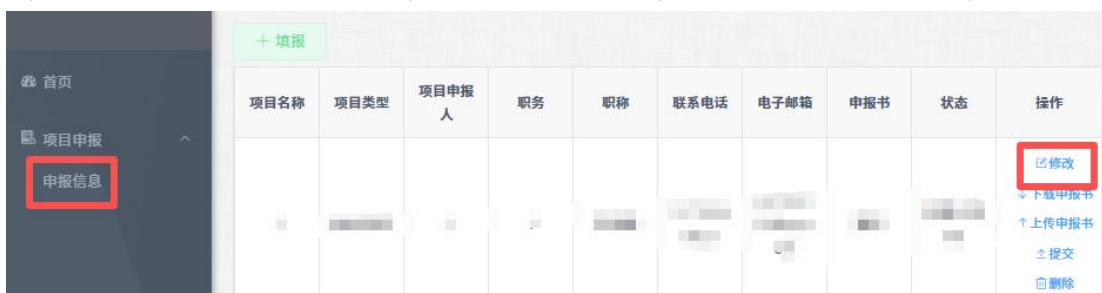 + 填报
首页
项目名称 项目类型 项目申报人 职务 职称 联系电话 电子邮箱 申报书 状态 操作
项目申报
申报信息
修改
下载申报书
上传申报书
提交
删除